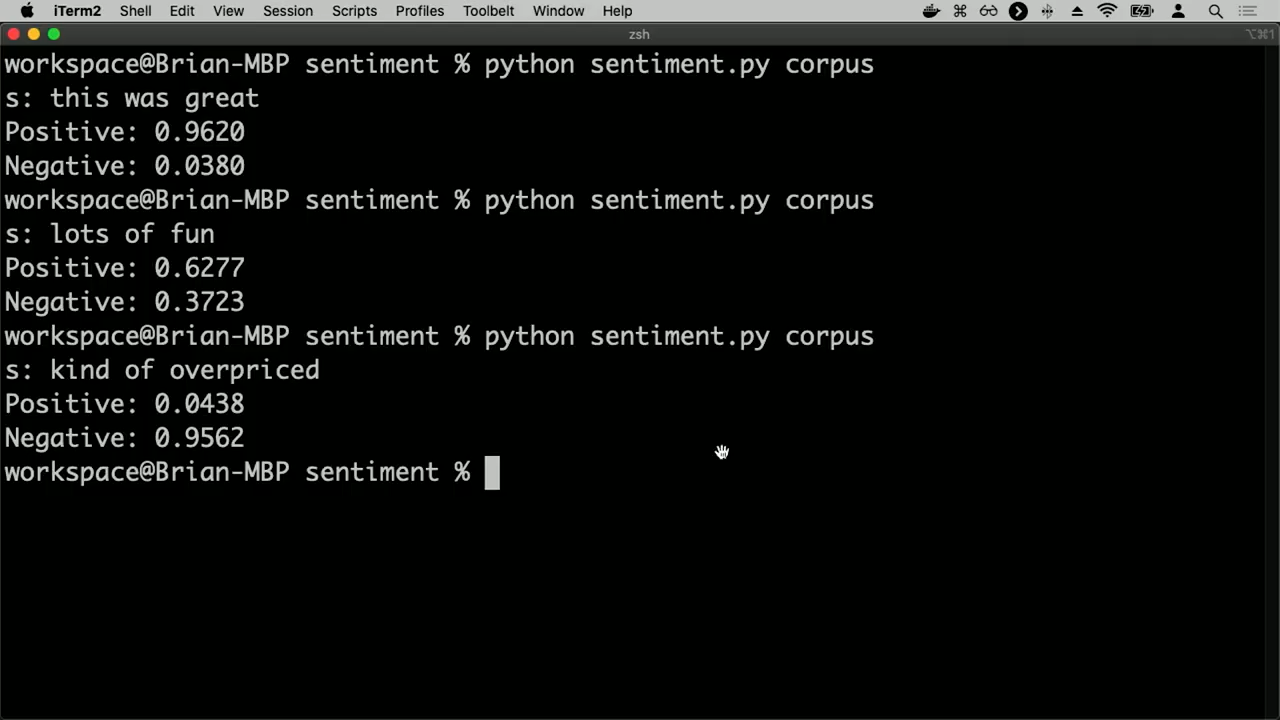 iTerm2 Shell Edit View Session Scripts Profiles Toolbelt Window Help
zsh
⌥⌘1
workspace@Brian-MBP sentiment % python sentiment.py corpus
s: this was great
Positive: 0.9620
Negative: 0.0380
workspace@Brian-MBP sentiment % python sentiment.py corpus
s: lots of fun
Positive: 0.6277
Negative: 0.3723
workspace@Brian-MBP sentiment % python sentiment.py corpus
s: kind of overpriced
Positive: 0.0438
Negative: 0.9562
workspace@Brian-MBP sentiment %